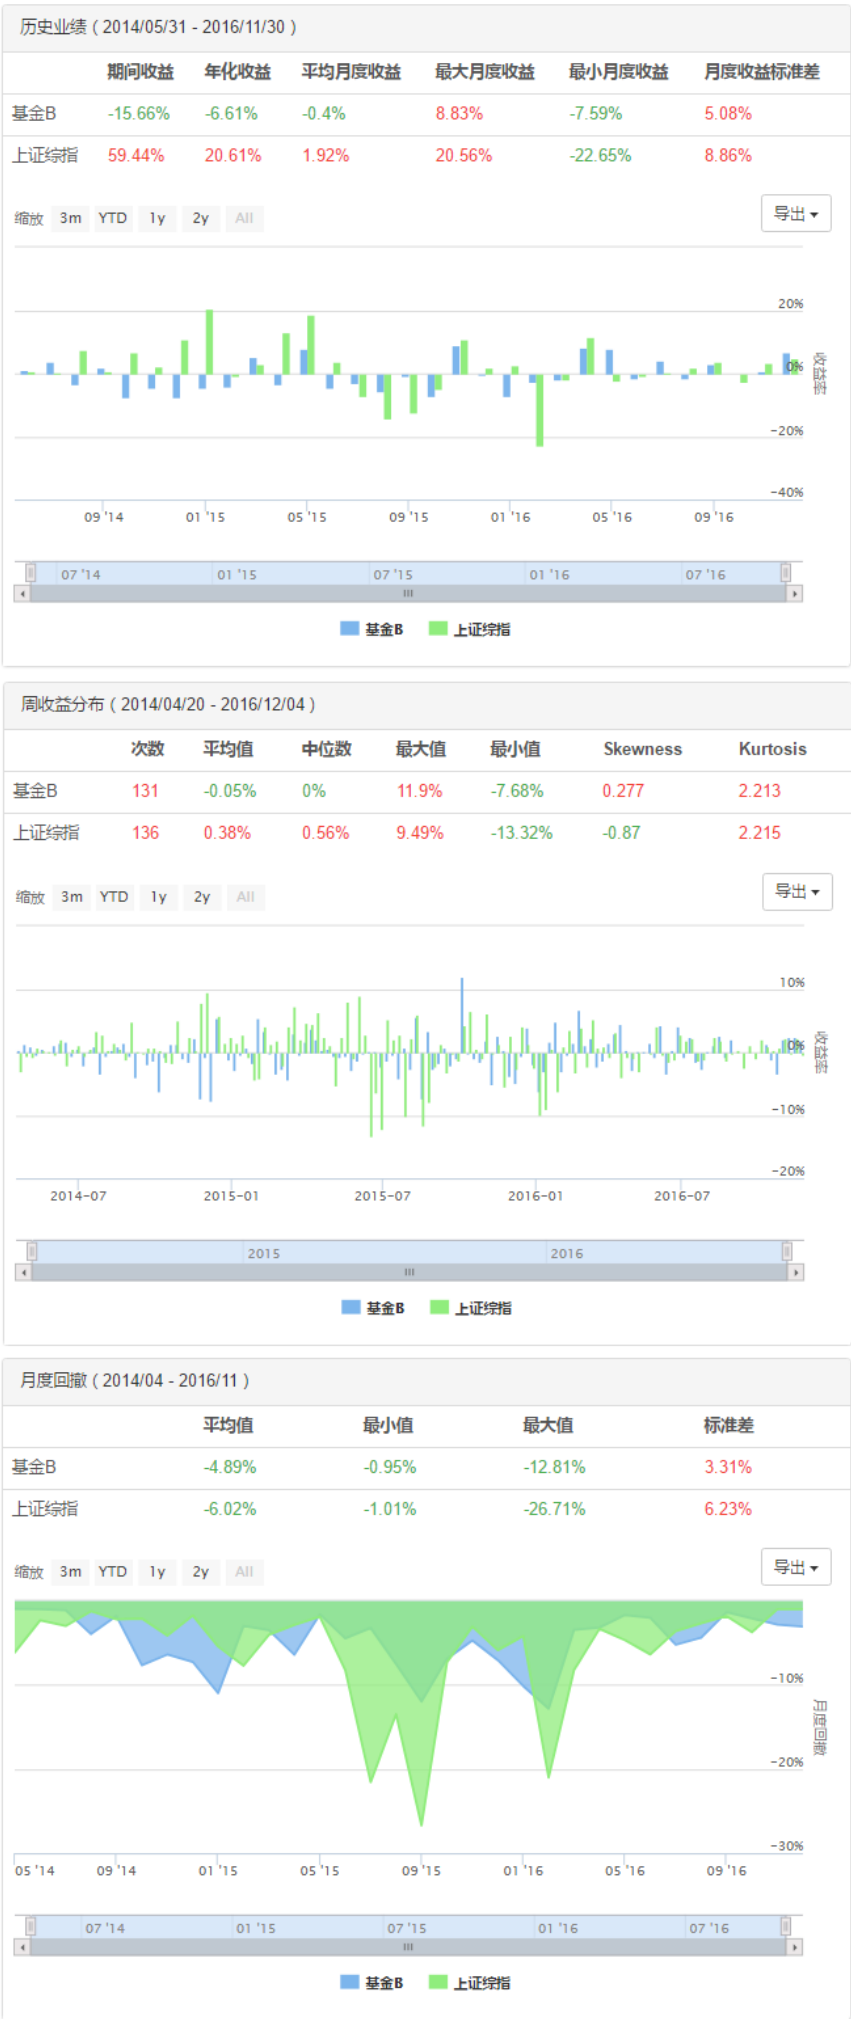 历史业绩 ( 2014/05/31 - 2016/11/30 )
期间收益 年化收益 平均月度收益 最大月度收益 最小月度收益 月度收益标准差
基金B -15.66% -6.61% -0.4% 8.83% -7.59% 5.08%
上证综指 59.44% 20.61% 1.92% 20.56% -22.65% 8.86%
缩放 3m YTD 1y 2y All 导出
20%
0%
-20%
-40%
收益率
09 '14 01 '15 05 '15 09 '15 01 '16 05 '16 09 '16
07 '14 01 '15 07 '15 01 '16 07 '16
基金B 上证综指
周收益分布 ( 2014/04/20 - 2016/12/04 )
次数 平均值 中位数 最大值 最小值 Skewness Kurtosis
基金B 131 -0.05% 0% 11.9% -7.68% 0.277 2.213
上证综指 136 0.38% 0.56% 9.49% -13.32% -0.87 2.215
缩放 3m YTD 1y 2y All 导出
10%
0%
-10%
-20%
收益率
2014-07 2015-01 2015-07 2016-01 2016-07
2015 2016
基金B 上证综指
月度回撤 ( 2014/04 - 2016/11 )
平均值 最小值 最大值 标准差
基金B -4.89% -0.95% -12.81% 3.31%
上证综指 -6.02% -1.01% -26.71% 6.23%
缩放 3m YTD 1y 2y All 导出
-10%
-20%
-30%
月度回撤
05 '14 09 '14 01 '15 05 '15 09 '15 01 '16 05 '16 09 '16
07 '14 01 '15 07 '15 01 '16 07 '16
基金B 上证综指